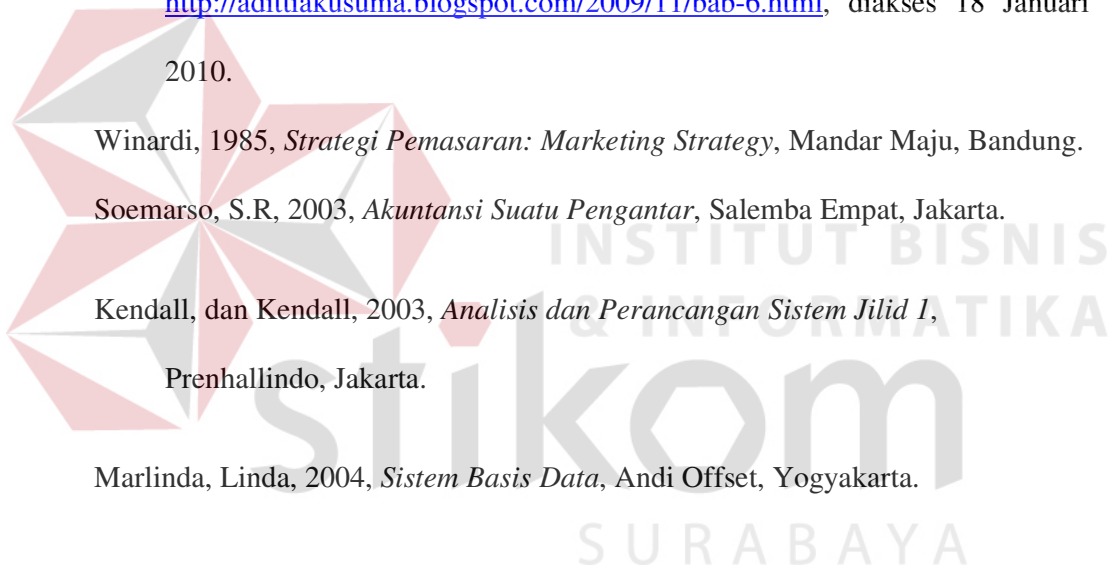 http://adittiakusuma.blogspot.com/2009/11/bab-6.html, diakses 18 Januari
2010.
Winardi, 1985, Strategi Pemasaran: Marketing Strategy, Mandar Maju, Bandung.
Soemarso, S.R, 2003, Akuntansi Suatu Pengantar, Salemba Empat, Jakarta.
INSTITUT BISNIS
Kendall, dan Kendall, 2003, Analisis dan Perancangan Sistem Jilid 1,
& INFORMATIKA
Prenhallindo, Jakarta.
stikom
Marlinda, Linda, 2004, Sistem Basis Data, Andi Offset, Yogyakarta.
SURABAYA